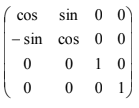 cos sin 0 0
−sin cos 0 0
0 0 1 0
0 0 0 1